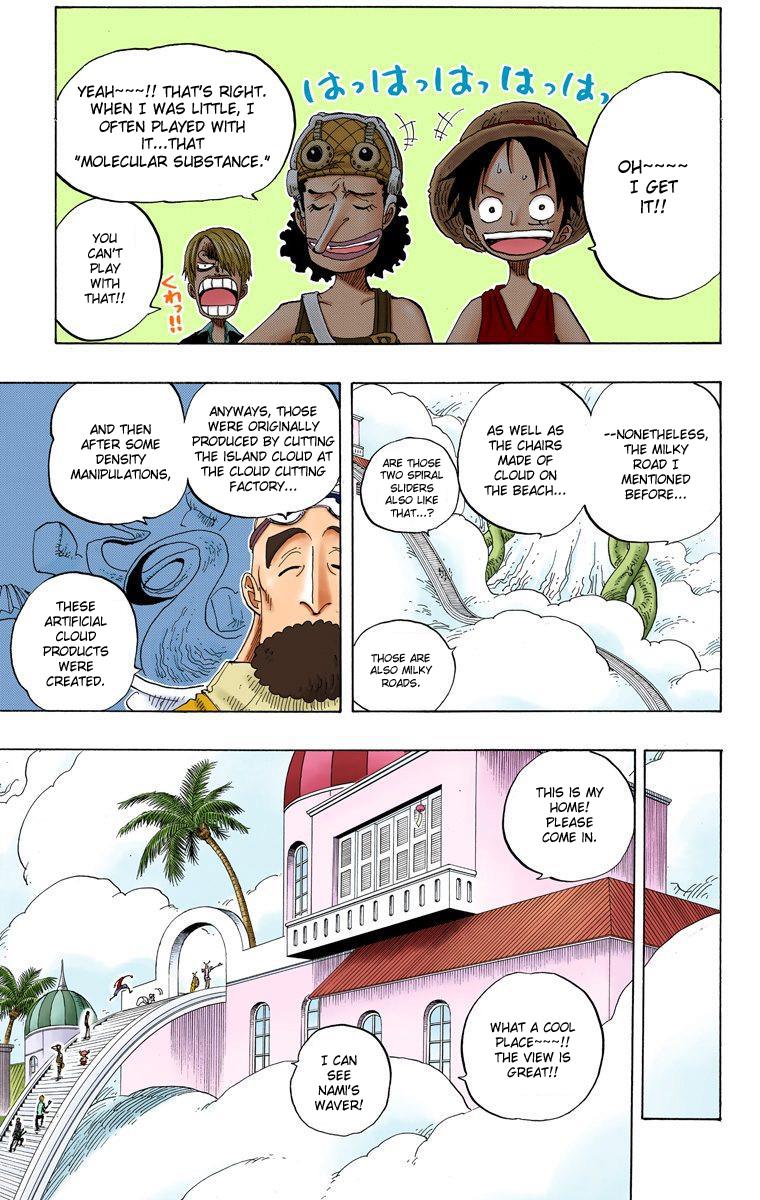 OH~~~~
I GET
IT!!
はっはっはっはっはっ
YEAH~~~!! THAT'S RIGHT.
WHEN I WAS LITTLE, I
OFTEN PLAYED WITH
IT...THAT
"MOLECULAR SUBSTANCE."
YOU
CAN'T
PLAY
WITH
THAT!!
くわっ!!
--NONETHELESS,
THE MILKY
ROAD I
MENTIONED
BEFORE...
AS WELL AS
THE CHAIRS
MADE OF
CLOUD ON
THE BEACH...
ARE THOSE
TWO SPIRAL
SLIDERS
ALSO LIKE
THAT...?
THOSE ARE
ALSO MILKY
ROADS.
ANYWAYS, THOSE
WERE ORIGINALLY
PRODUCED BY CUTTING
THE ISLAND CLOUD AT
THE CLOUD CUTTING
FACTORY...
AND THEN
AFTER SOME
DENSITY
MANIPULATIONS,
THESE
ARTIFICIAL
CLOUD
PRODUCTS
WERE
CREATED.
THIS IS MY
HOME!
PLEASE
COME IN.
WHAT A COOL
PLACE~~~!!
THE VIEW IS
GREAT!!
I CAN
SEE
NAMI'S
WAVER!